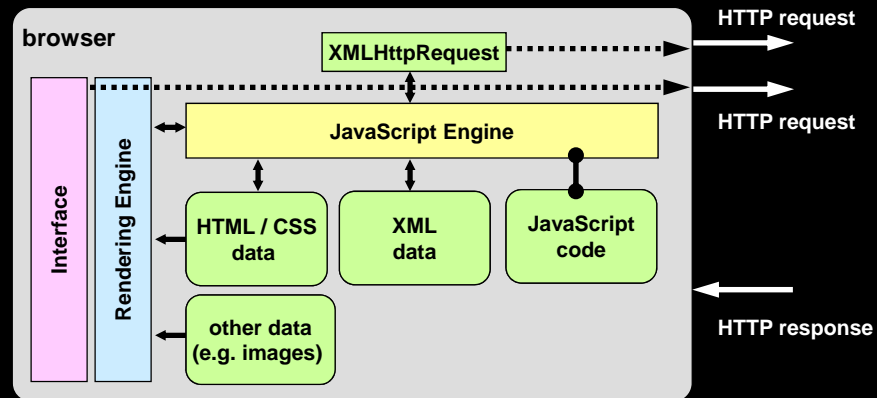 HTTP request
browser
XMLHttpRequest
HTTP request
JavaScript Engine
Interface
Rendering Engine
HTML / CSS
data
XML
data
JavaScript
code
other data
(e.g. images)
HTTP response